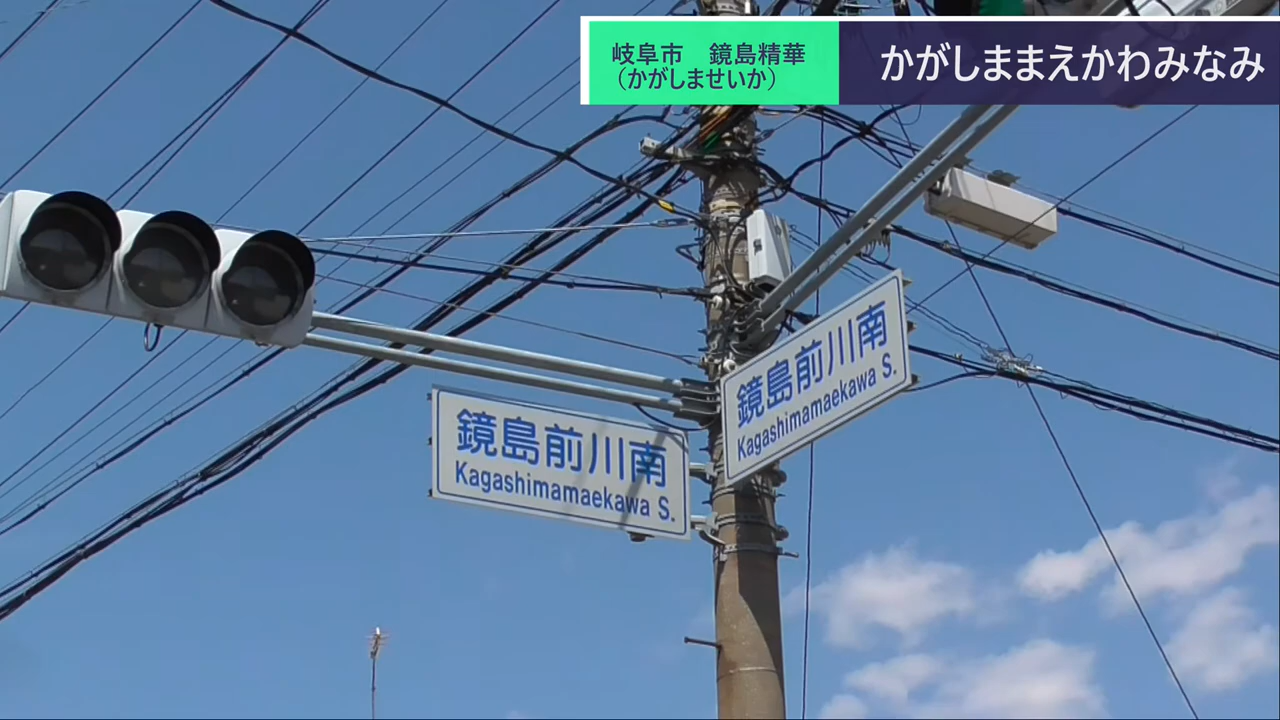 岐阜市　鏡島精華
（かがしませいか）
かがしままえかわみなみ
鏡島前川南
Kagashimamaekawa S.
鏡島前川南
Kagashimamaekawa S.